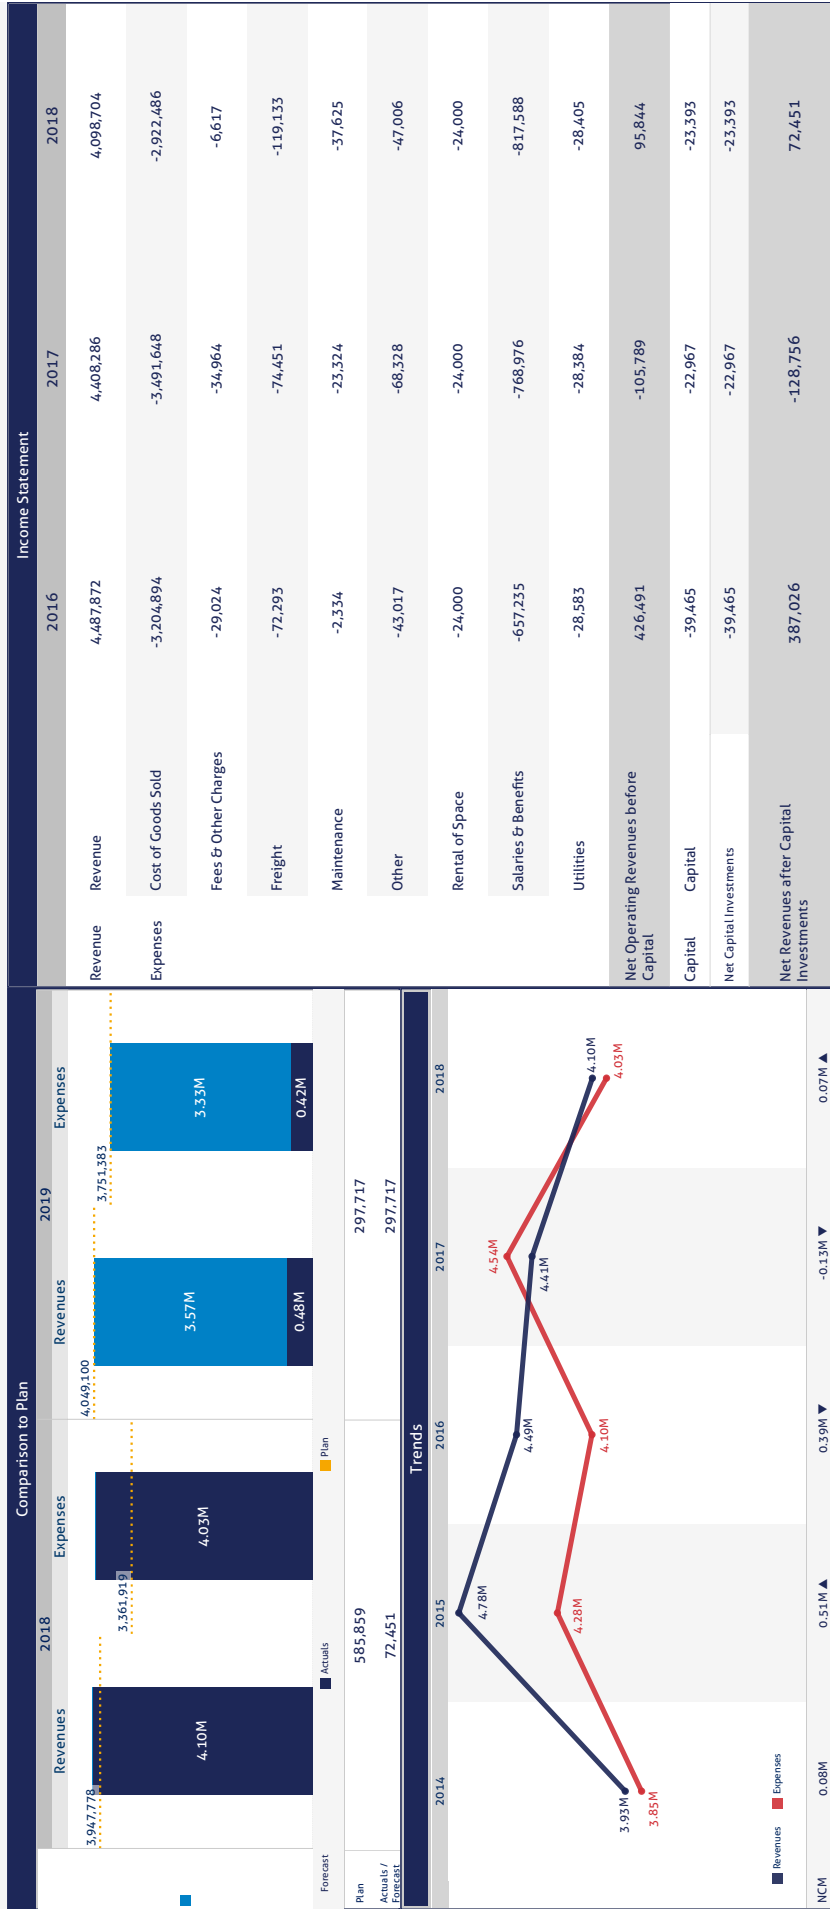 Comparison to Plan
2018
2019
Revenues
Expenses
Revenues
Expenses
3,947,778
3,361,919
4,049,100
3,751,383
4.10M
4.03M
3.57M
0.48M
3.33M
0.42M
Forecast
Actuals
Plan
Plan
585,859
297,717
Actuals /
Forecast
72,451
297,717
Trends
2014
2015
2016
2017
2018
3.93M
4.78M
4.49M
4.41M
4.10M
3.85M
4.28M
4.10M
4.54M
4.03M
Revenues
Expenses
NCM
0.08M
0.51M ▲
0.39M ▼
-0.13M ▼
0.07M ▲
Income Statement
2016
2017
2018
Revenue Revenue 4,487,872 4,408,286 4,098,704
Expenses Cost of Goods Sold -3,204,894 -3,491,648 -2,922,486
Fees & Other Charges -29,024 -34,964 -6,617
Freight -72,293 -74,451 -119,133
Maintenance -2,334 -23,324 -37,625
Other -43,017 -68,328 -47,006
Rental of Space -24,000 -24,000 -24,000
Salaries & Benefits -657,235 -768,976 -817,588
Utilities -28,583 -28,384 -28,405
Net Operating Revenues before
Capital
426,491 -105,789 95,844
Capital Capital -39,465 -22,967 -23,393
Net Capital Investments -39,465 -22,967 -23,393
Net Revenues after Capital
Investments
387,026 -128,756 72,451